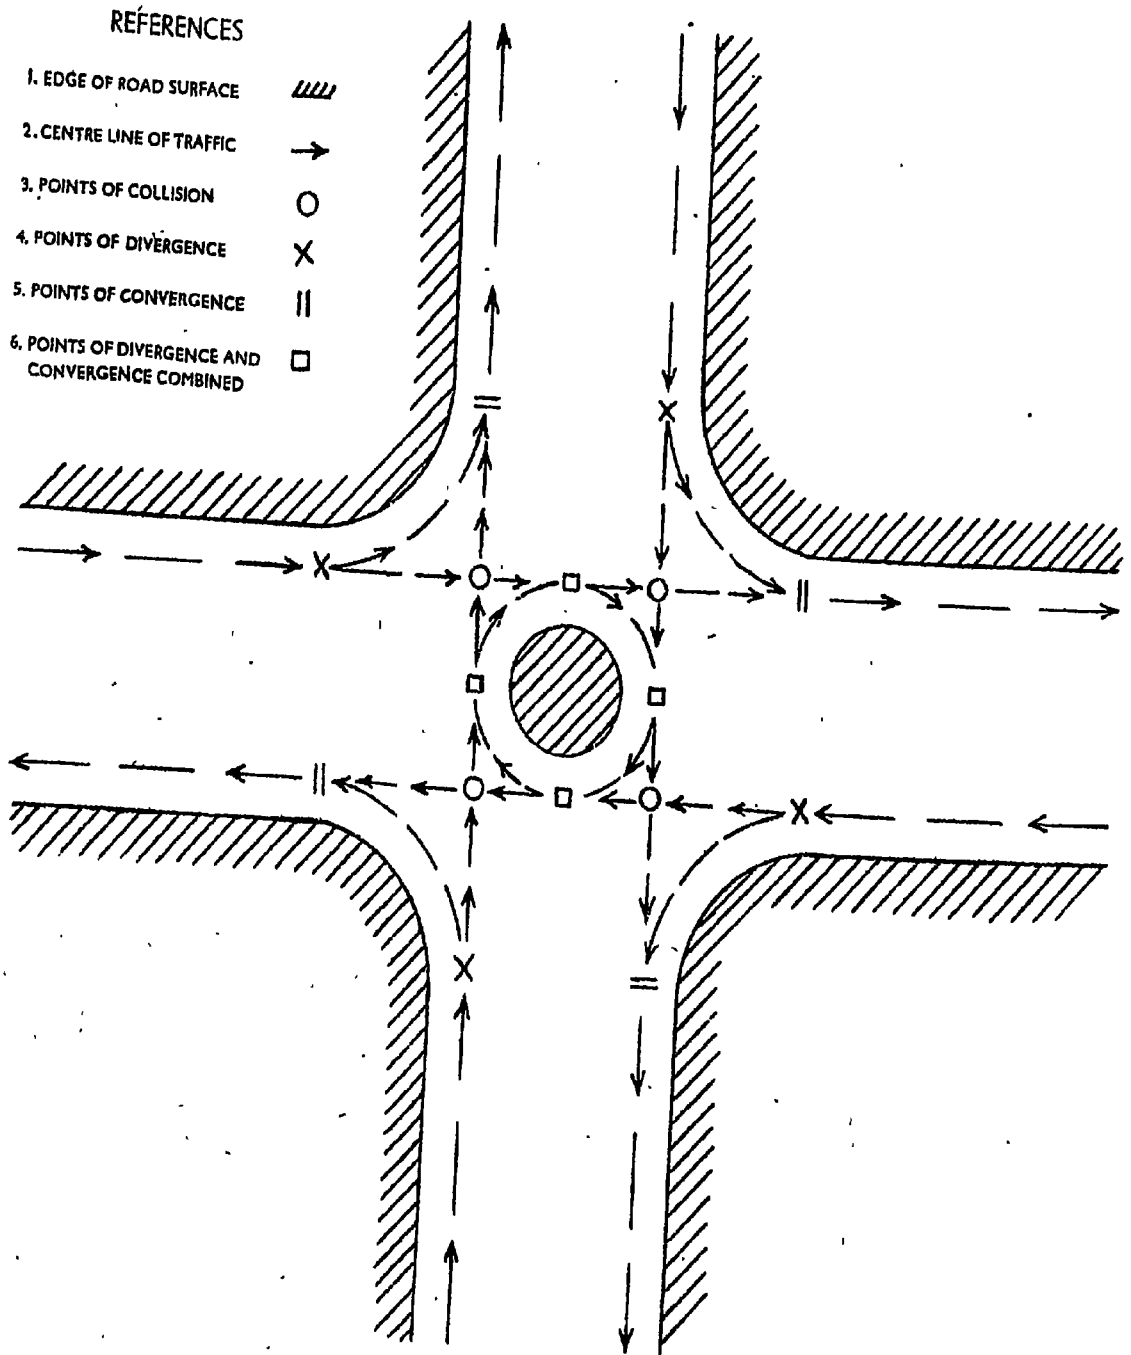 REFERENCES
1. EDGE OF ROAD SURFACE
2. CENTRE LINE OF TRAFFIC
3. POINTS OF COLLISION
4. POINTS OF DIVERGENCE
5. POINTS OF CONVERGENCE
6. POINTS OF DIVERGENCE AND
CONVERGENCE COMBINED